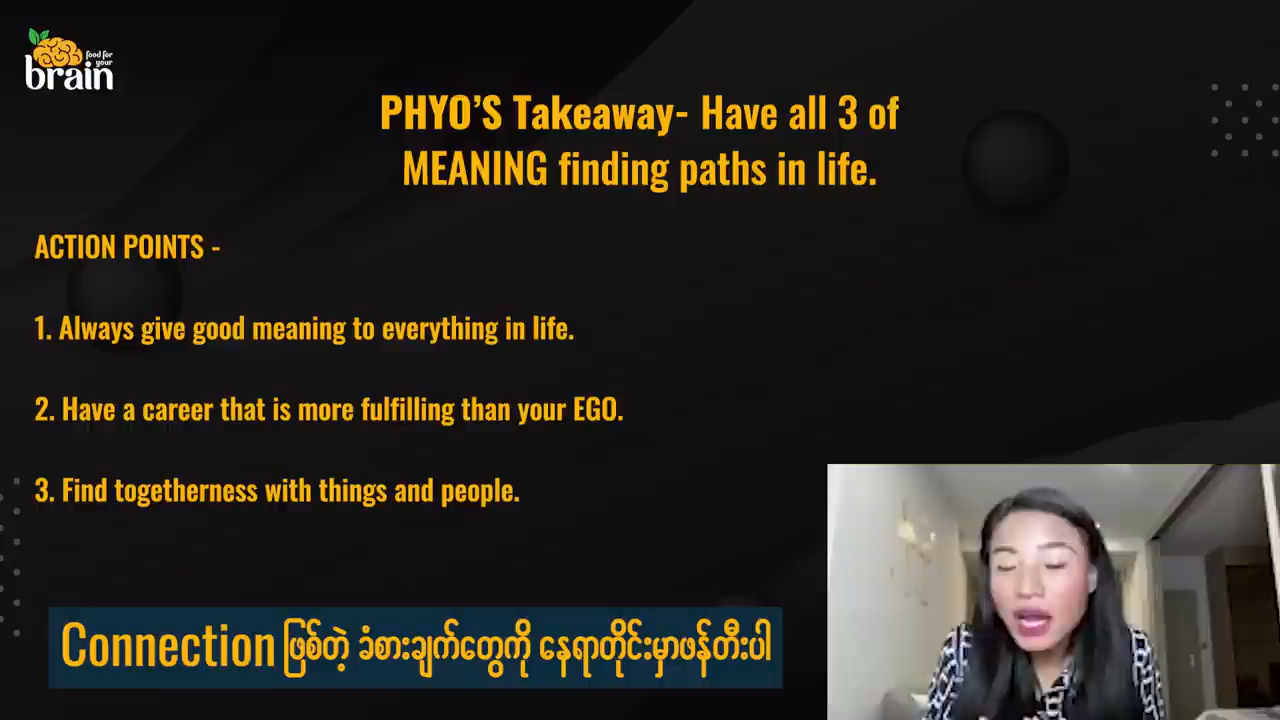 food for
your
brain
PHYO'S Takeaway- Have all 3 of
MEANING finding paths in life.
ACTION POINTS -
1. Always give good meaning to everything in life.
2. Have a career that is more fulfilling than your EGO.
3. Find togetherness with things and people.
Connection ဖြစ်တဲ့ ခံစားချက်တွေကို နေရာတိုင်းမှာဖန်တီးပါ